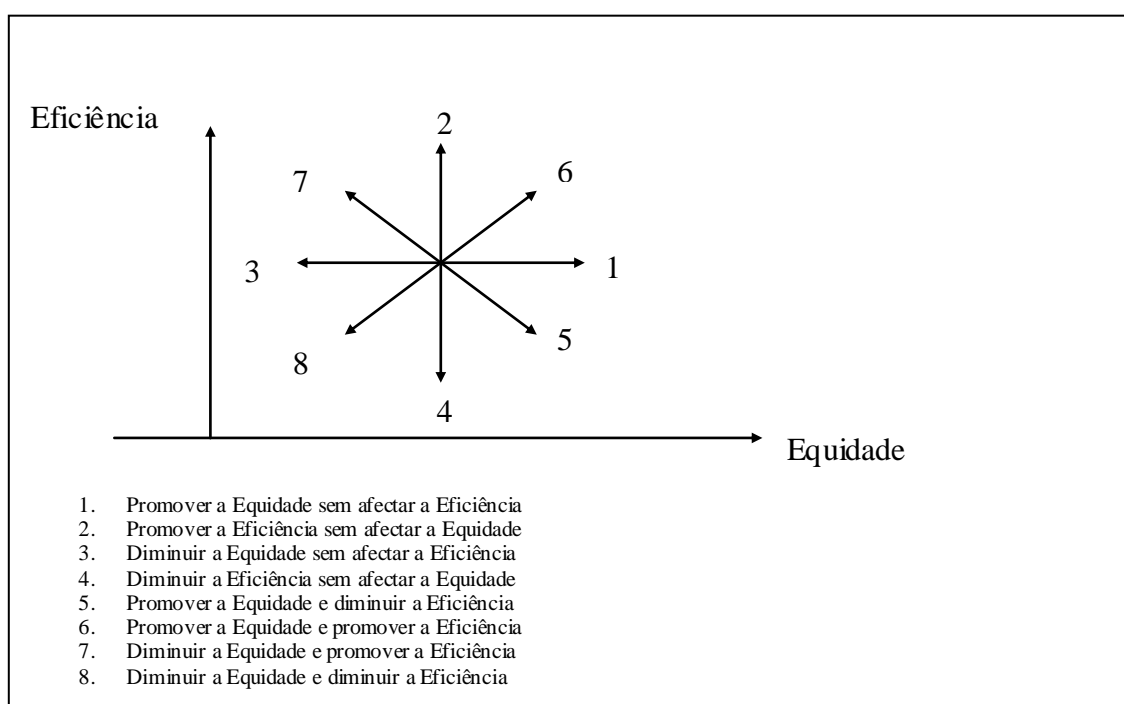 Eficiência
2
7
6
3
1
8
5
4
Equidade
1. Promover a Equidade sem afectar a Eficiência
2. Promover a Eficiência sem afectar a Equidade
3. Diminuir a Equidade sem afectar a Eficiência
4. Diminuir a Eficiência sem afectar a Equidade
5. Promover a Equidade e diminuir a Eficiência
6. Promover a Equidade e promover a Eficiência
7. Diminuir a Equidade e promover a Eficiência
8. Diminuir a Equidade e diminuir a Eficiência